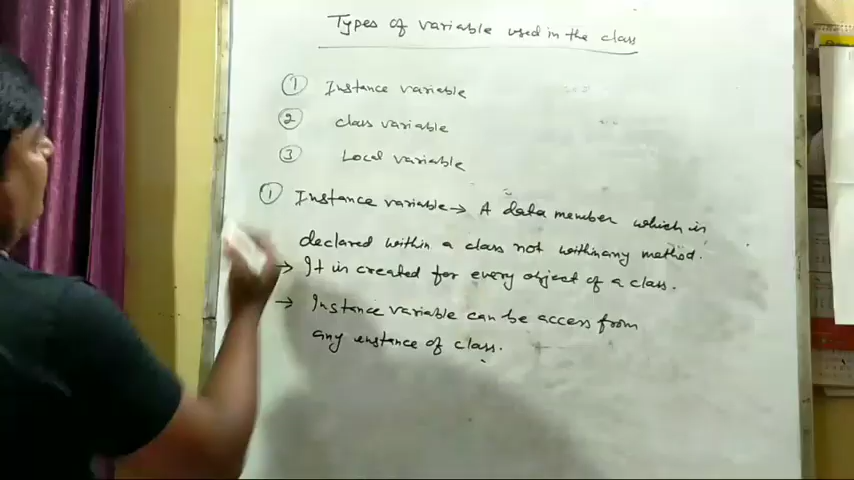 Types of variable used in the class
① Instance variable
② class variable
③ Local variable
① Instance variable → A data member which is
declared within a class not within any method.
→ It is created for every object of a class.
→ Instance variable can be access from
any instance of class.